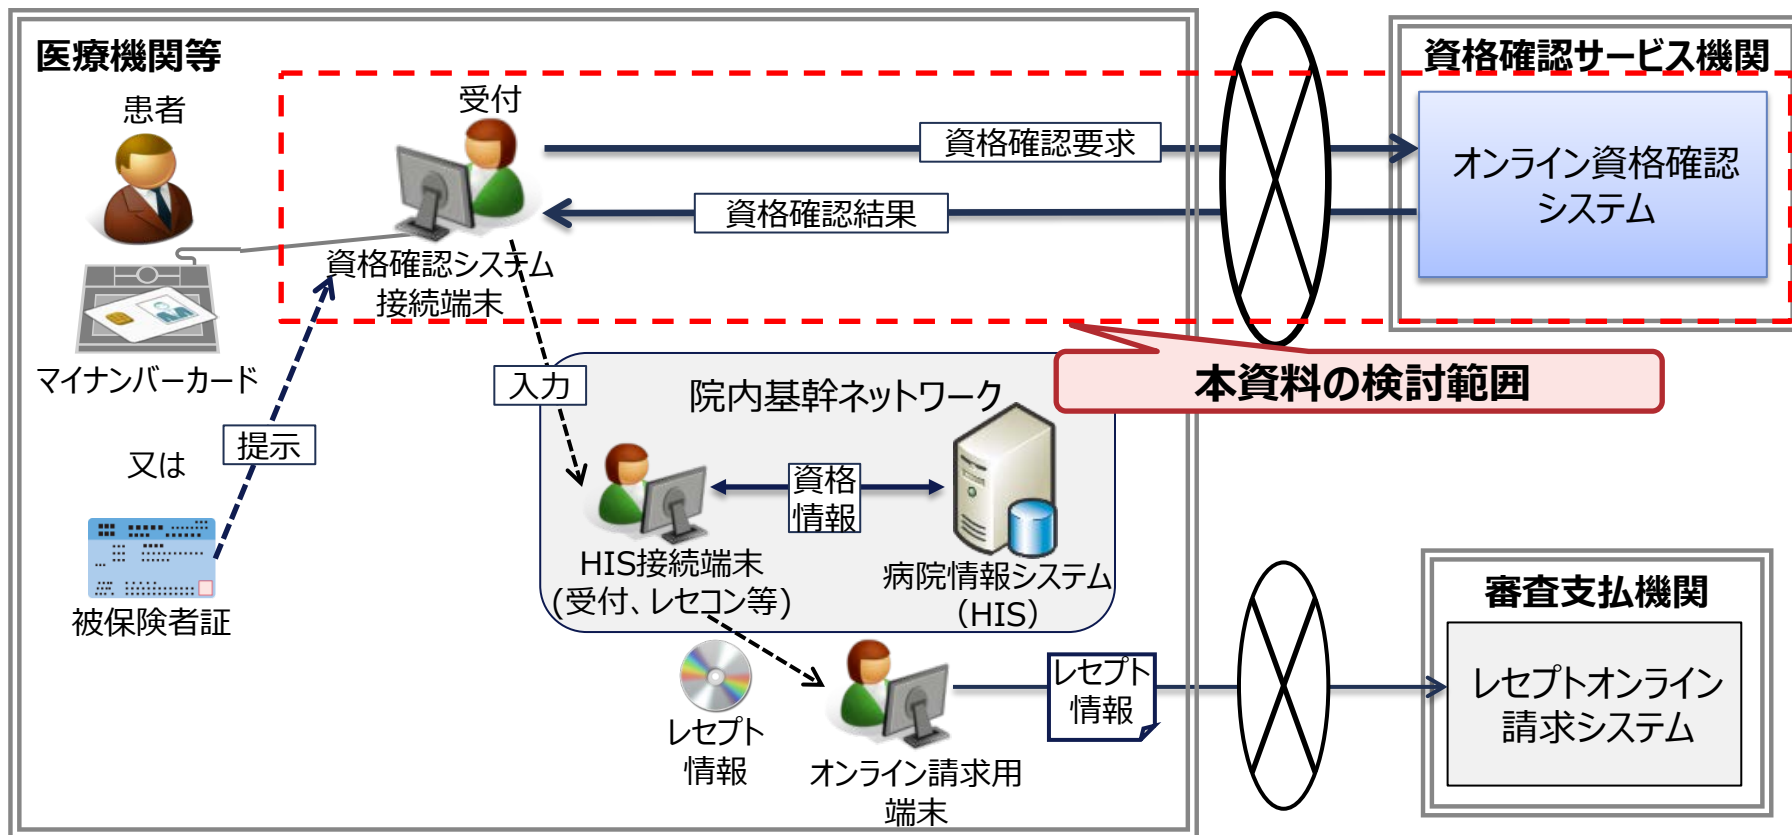 医療機関等
患者
受付
資格確認要求
資格確認結果
資格確認サービス機関
オンライン資格確認
システム
資格確認システム
接続端末
マイナンバーカード
又は
提示
被保険者証
入力
本資料の検討範囲
院内基幹ネットワーク
資格
情報
HIS接続端末
(受付、レセコン等)
病院情報システム
（HIS）
レセプト
情報
オンライン請求用
端末
レセプト
情報
審査支払機関
レセプトオンライン
請求システム